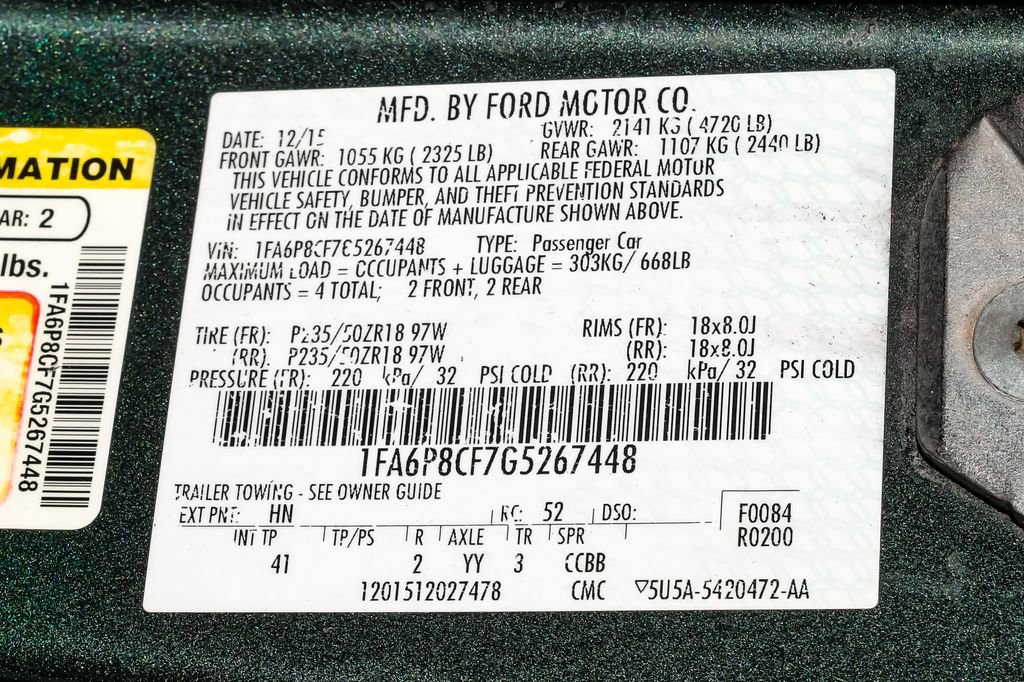 MATION
AR: 2
lbs.
1FA6P8CF7G5267448
MFD. BY FORD MOTOR CO.
DATE: 12/15 GVWR: 2141 KG ( 4720 LB)
FRONT GAWR: 1055 KG ( 2325 LB) REAR GAWR: 1107 KG ( 2440 LB)
THIS VEHICLE CONFORMS TO ALL APPLICABLE FEDERAL MOTOR
VEHICLE SAFETY, BUMPER, AND THEFT PREVENTION STANDARDS
IN EFFECT ON THE DATE OF MANUFACTURE SHOWN ABOVE.
VIN: 1FA6P8CF7G5267448 TYPE: Passenger Car
MAXIMUM LOAD = OCCUPANTS + LUGGAGE = 303KG/ 668LB
OCCUPANTS = 4 TOTAL; 2 FRONT, 2 REAR
TIRE (FR): P235/50ZR18 97W RIMS (FR): 18x8.0J
(RR): P235/50ZR18 97W (RR): 18x8.0J
PRESSURE (FR): 220 kPa/ 32 PSI COLD (RR): 220 kPa/ 32 PSI COLD
1FA6P8CF7G5267448
TRAILER TOWING - SEE OWNER GUIDE
EXT PNT: HN RC: 52 DSO: F0084
INT TP TP/PS R AXLE TR SPR R0200
41 2 YY 3 CCBB
1201512027478 CMC ▽5U5A-5420472-AA